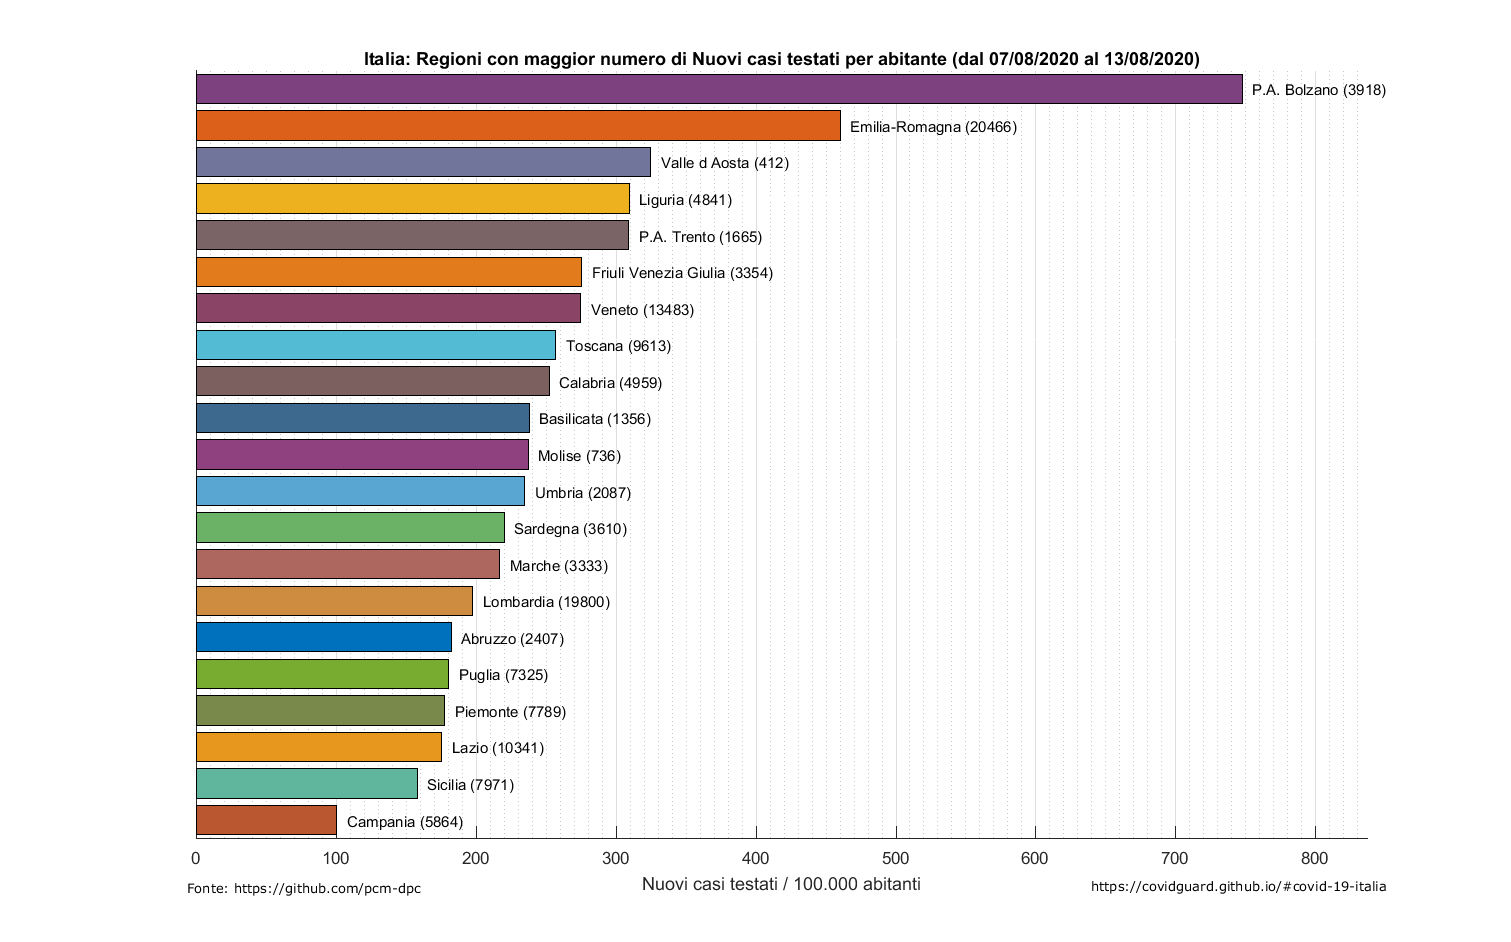 Italia: Regioni con maggior numero di Nuovi casi testati per abitante (dal 07/08/2020 al 13/08/2020)
P.A. Bolzano (3918)
Emilia-Romagna (20466)
Valle d Aosta (412)
Liguria (4841)
P.A. Trento (1665)
Friuli Venezia Giulia (3354)
Veneto (13483)
Toscana (9613)
Calabria (4959)
Basilicata (1356)
Molise (736)
Umbria (2087)
Sardegna (3610)
Marche (3333)
Lombardia (19800)
Abruzzo (2407)
Puglia (7325)
Piemonte (7789)
Lazio (10341)
Sicilia (7971)
Campania (5864)
0 100 200 300 400 500 600 700 800
Nuovi casi testati / 100.000 abitanti
Fonte: https://github.com/pcm-dpc
https://covidguard.github.io/#covid-19-italia